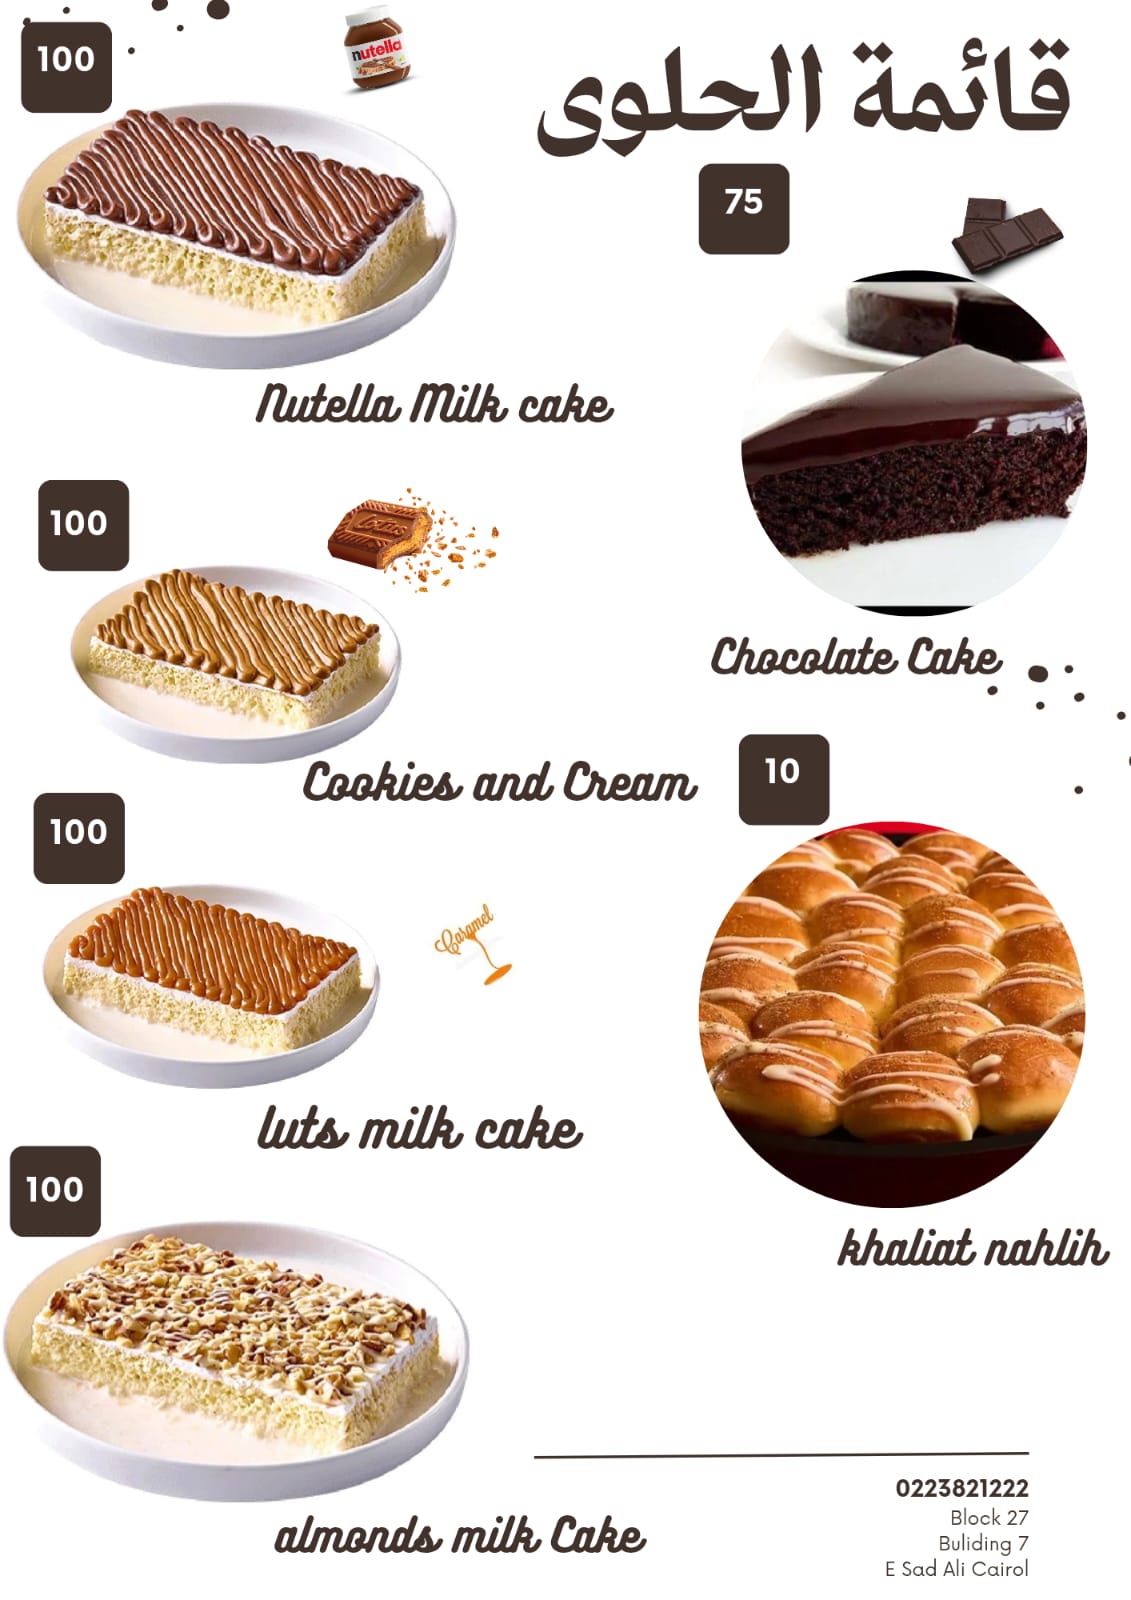 قائمة الحلوى
100
nutella
Nutella Milk cake
75
Chocolate Cake
100
Lotus
Cookies and Cream
10
khaliat nahlih
100
Caramel
luts milk cake
100
almonds milk Cake
0223821222
Block 27
Buliding 7
E Sad Ali Cairol